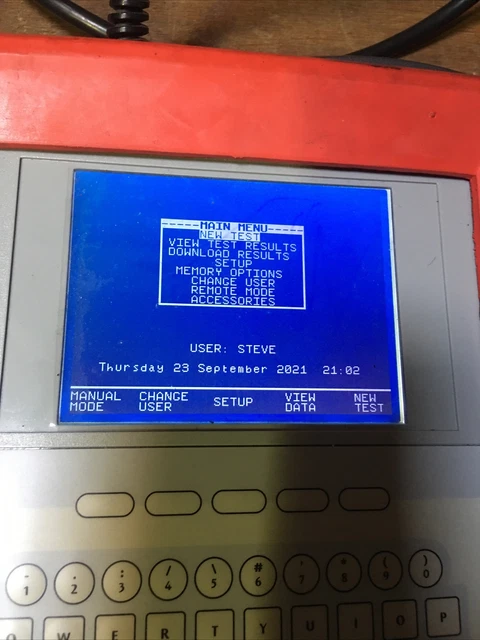 -----MAIN MENU-----
NEW TEST
VIEW TEST RESULTS
DOWNLOAD RESULTS
SETUP
MEMORY OPTIONS
CHANGE USER
REMOTE MODE
ACCESSORIES
USER: STEVE
Thursday 23 September 2021 21:02
MANUAL MODE
CHANGE USER
SETUP
VIEW DATA
NEW TEST
- 1
. 2
: 3
/ 4
\ 5
# 6
7
* 8
( 9
) 0
W E R T Y U I O P